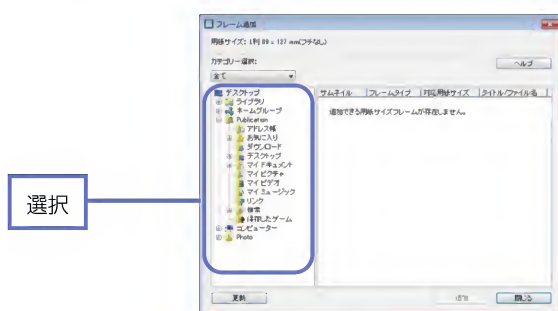 フレーム追加
用紙サイズ: L判 89 x 127 mm(フチなし)
カテゴリー選択:
全て
ヘルプ
サムネイル フレームタイプ 対応用紙サイズ タイトル/ファイル名
追加できる用紙サイズフレームが存在しません。
デスクトップ
ライブラリ
ホームグループ
Publication
アドレス帳
お気に入り
ダウンロード
デスクトップ
マイ ドキュメント
マイ ピクチャ
マイ ビデオ
マイ ミュージック
リンク
検索
保存したゲーム
コンピューター
Photo
選択
更新
追加
閉じる